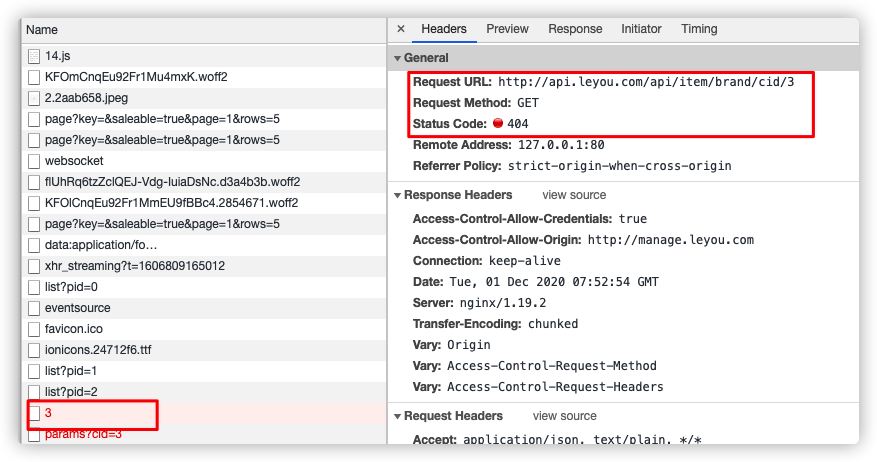 Name
14.js
KFOmCnqEu92Fr1Mu4mxK.woff2
2.2aab658.jpeg
page?key=&saleable=true&page=1&rows=5
page?key=&saleable=true&page=1&rows=5
websocket
flUhRq6tzZclQEJ-Vdg-IuiaDsNc.d3a4b3b.woff2
KFOlCnqEu92Fr1MmEU9fBBc4.2854671.woff2
page?key=&saleable=true&page=1&rows=5
data:application/fo…
xhr_streaming?t=1606809165012
list?pid=0
eventsource
favicon.ico
ionicons.24712f6.ttf
list?pid=1
list?pid=2
3
params?cid=3
× Headers Preview Response Initiator Timing
General
Request URL: http://api.leyou.com/api/item/brand/cid/3
Request Method: GET
Status Code: 404
Remote Address: 127.0.0.1:80
Referrer Policy: strict-origin-when-cross-origin
Response Headers view source
Access-Control-Allow-Credentials: true
Access-Control-Allow-Origin: http://manage.leyou.com
Connection: keep-alive
Date: Tue, 01 Dec 2020 07:52:54 GMT
Server: nginx/1.19.2
Transfer-Encoding: chunked
Vary: Origin
Vary: Access-Control-Request-Method
Vary: Access-Control-Request-Headers
Request Headers view source
Accept: application/json, text/plain, */*